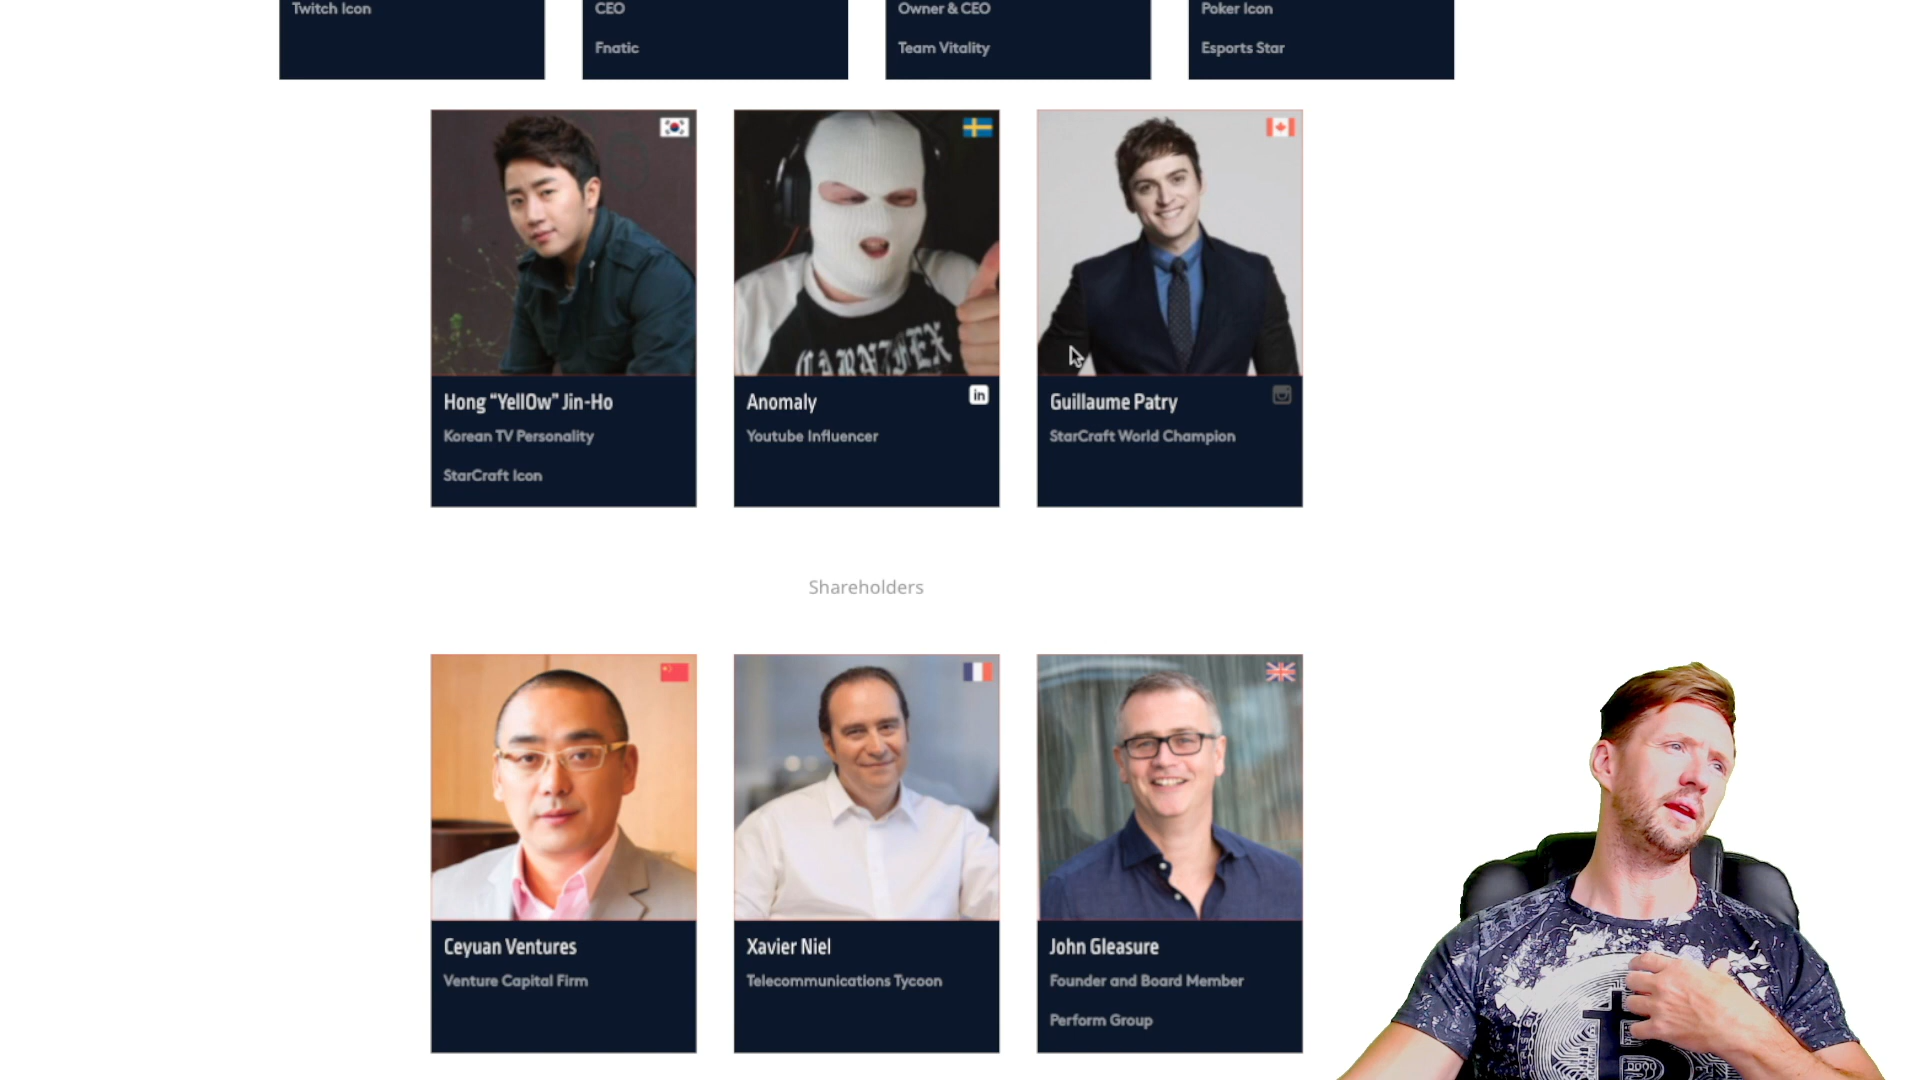 Twitch Icon
CEO
Fnatic
Owner & CEO
Team Vitality
Poker Icon
Esports Star
CARNIFEX
Hong “YellOw” Jin-Ho
Korean TV Personality
StarCraft Icon
in
Anomaly
Youtube Influencer
Guillaume Patry
StarCraft World Champion
Shareholders
Ceyuan Ventures
Venture Capital Firm
Xavier Niel
Telecommunications Tycoon
John Gleasure
Founder and Board Member
Perform Group